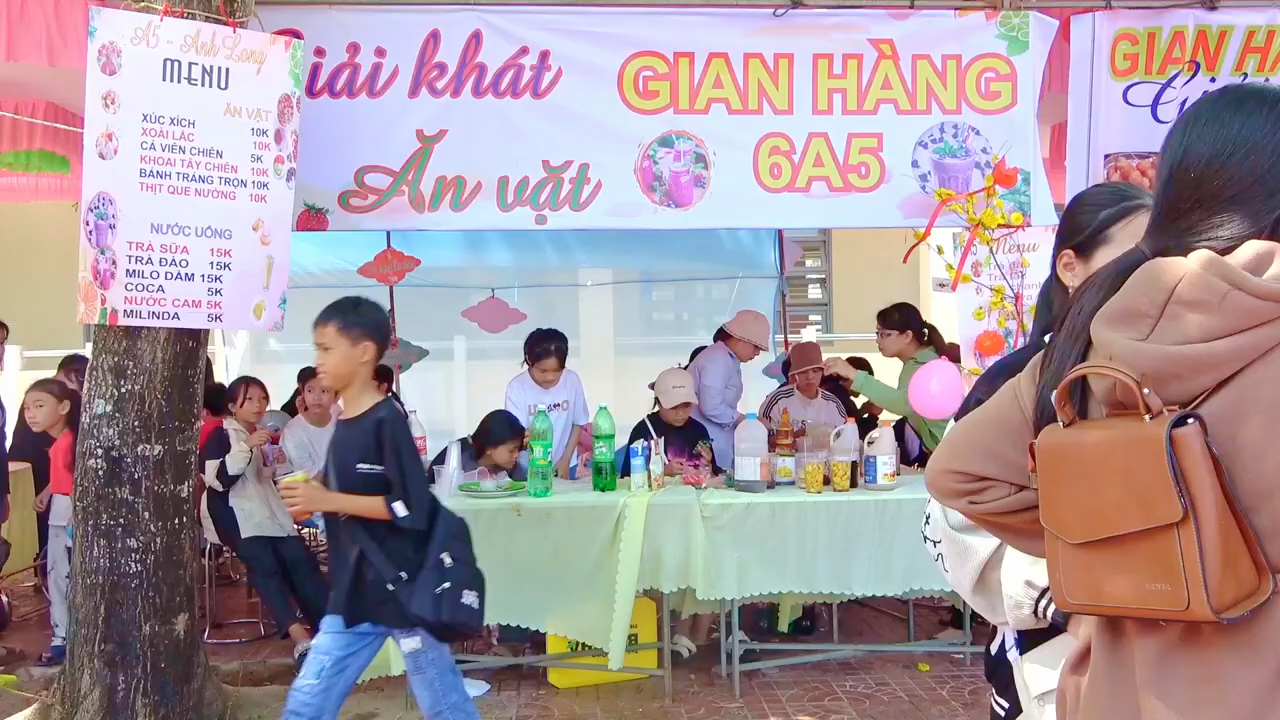 A5 - Anh Long
MENU
ĂN VẶT
XÚC XÍCH 10K
XOÀI LẮC 10K
CÁ VIÊN CHIÊN 5K
KHOAI TÂY CHIÊN 10K
BÁNH TRÁNG TRỘN 10K
THỊT QUE NƯỚNG 10K
NƯỚC UỐNG
TRÀ SỮA 15K
TRÀ ĐÀO 15K
MILO DẦM 15K
COCA 5K
NƯỚC CAM 5K
MILINDA 5K
Giải khát
Ăn vặt
GIAN HÀNG
6A5
GIAN
Menu